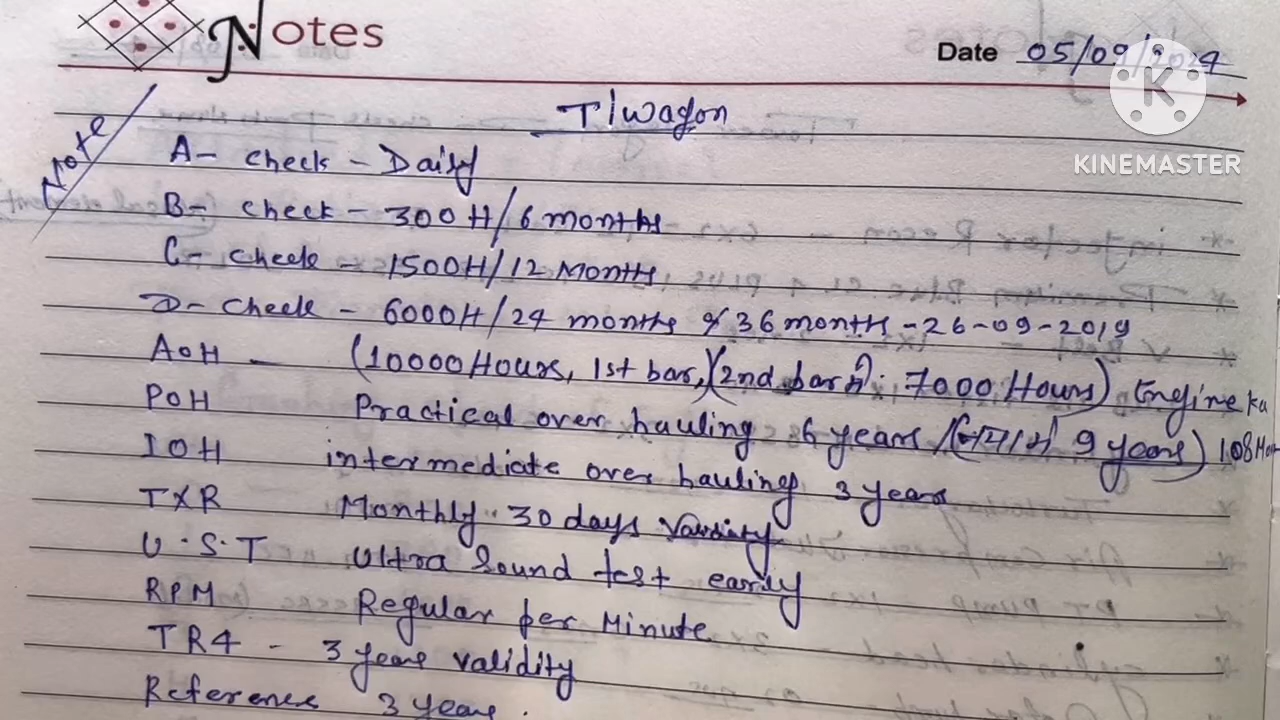 Notes
Date 05/09/2024
KINEMASTER
Note
T/Wagon
A- check - Daily
B- check - 300H/6 months
C- check - 1500H/12 Months
D- check - 6000H/24 months & 36 months - 26-09-2019
AOH - (10000 Hours, 1st bar,)(2nd bar में: 7000 Hours) Engine ka
POH Practical over hauling 6 years 9 years) 108
IOH intermediate over hauling 3 years
TXR Monthly 30 days validity
U.S.T Ultra Sound test earily
RPM Regular per Minute
TR4 - 3 years validity
Reference 3 years.